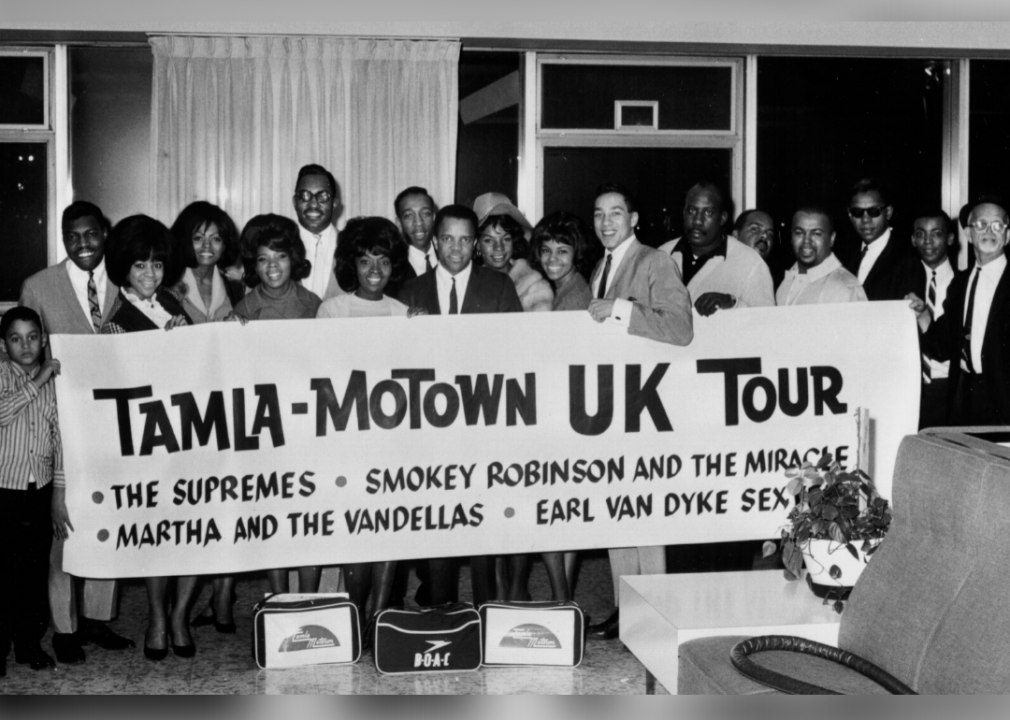 TAMLA-MOTOWN UK TOUR
• THE SUPREMES • SMOKEY ROBINSON AND THE MIRACLE
• MARTHA AND THE VANDELLAS • EARL VAN DYKE SEX
B·O·A·C